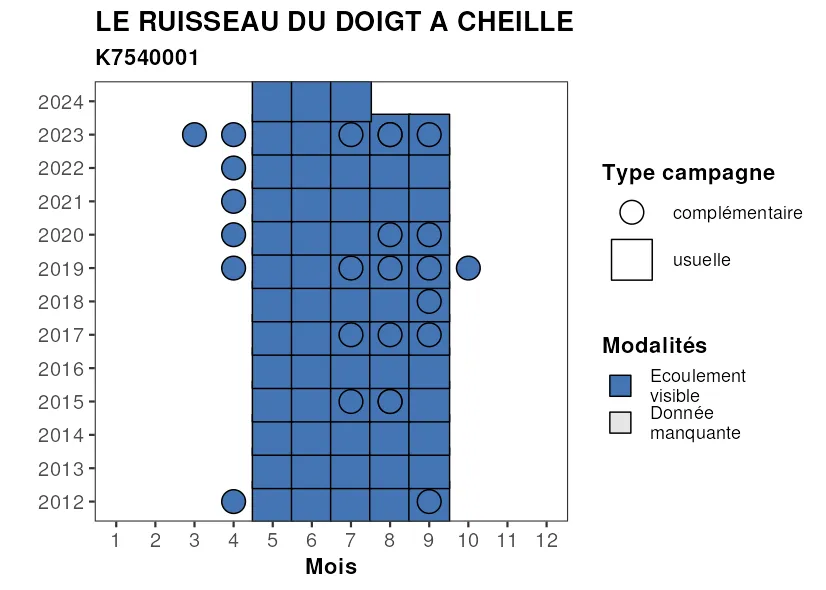 LE RUISSEAU DU DOIGT A CHEILLE
K7540001
2024
2023
2022
2021
2020
2019
2018
2017
2016
2015
2014
2013
2012
1 2 3 4 5 6 7 8 9 10 11 12
Mois
Type campagne
complémentaire
usuelle
Modalités
Ecoulement
visible
Donnée
manquante